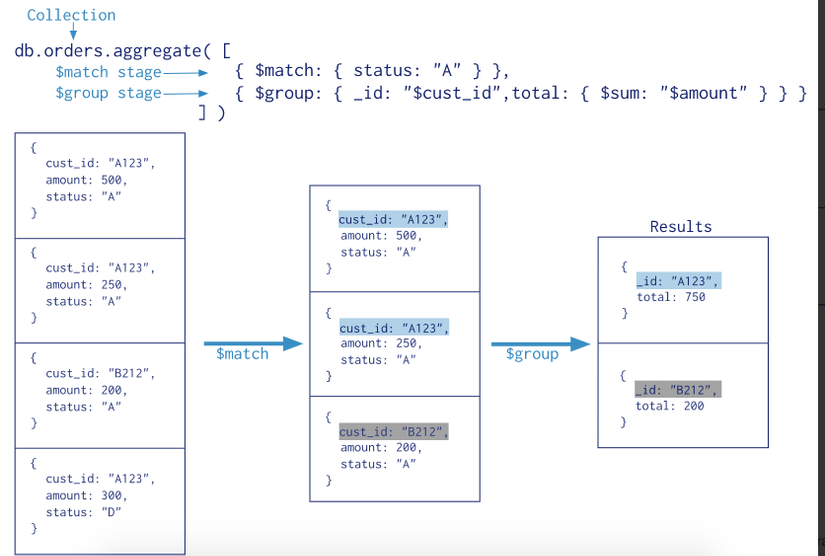 Collection
db.orders.aggregate( [
$match stage { $match: { status: "A" } },
$group stage { $group: { _id: "$cust_id",total: { $sum: "$amount" } } }
] )
{
cust_id: "A123",
amount: 500,
status: "A"
}
{
cust_id: "A123",
amount: 250,
status: "A"
}
{
cust_id: "B212",
amount: 200,
status: "A"
}
{
cust_id: "A123",
amount: 300,
status: "D"
}
$match
{
cust_id: "A123",
amount: 500,
status: "A"
}
{
cust_id: "A123",
amount: 250,
status: "A"
}
{
cust_id: "B212",
amount: 200,
status: "A"
}
$group
Results
{
_id: "A123",
total: 750
}
{
_id: "B212",
total: 200
}